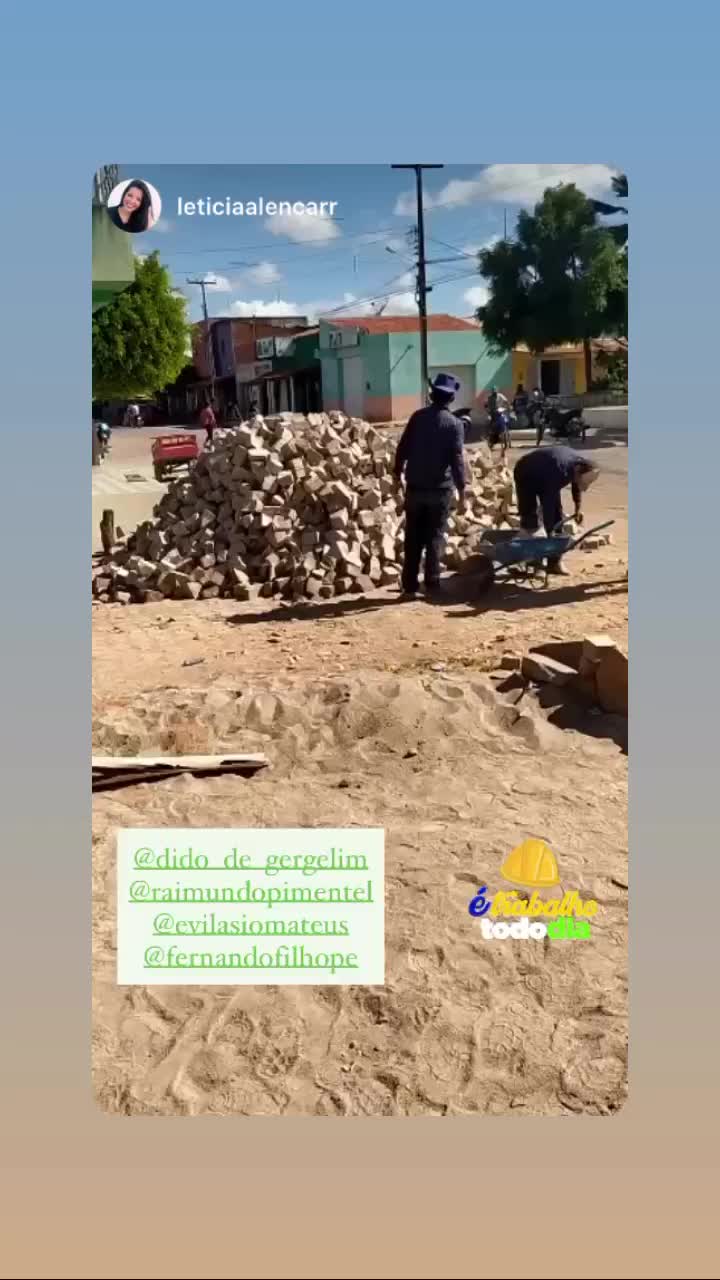 leticiaalencarr
@dido_de_gergelim
@raimundopimentel
@evilasiomateus
@fernandofilhope
é trabalho
todo dia